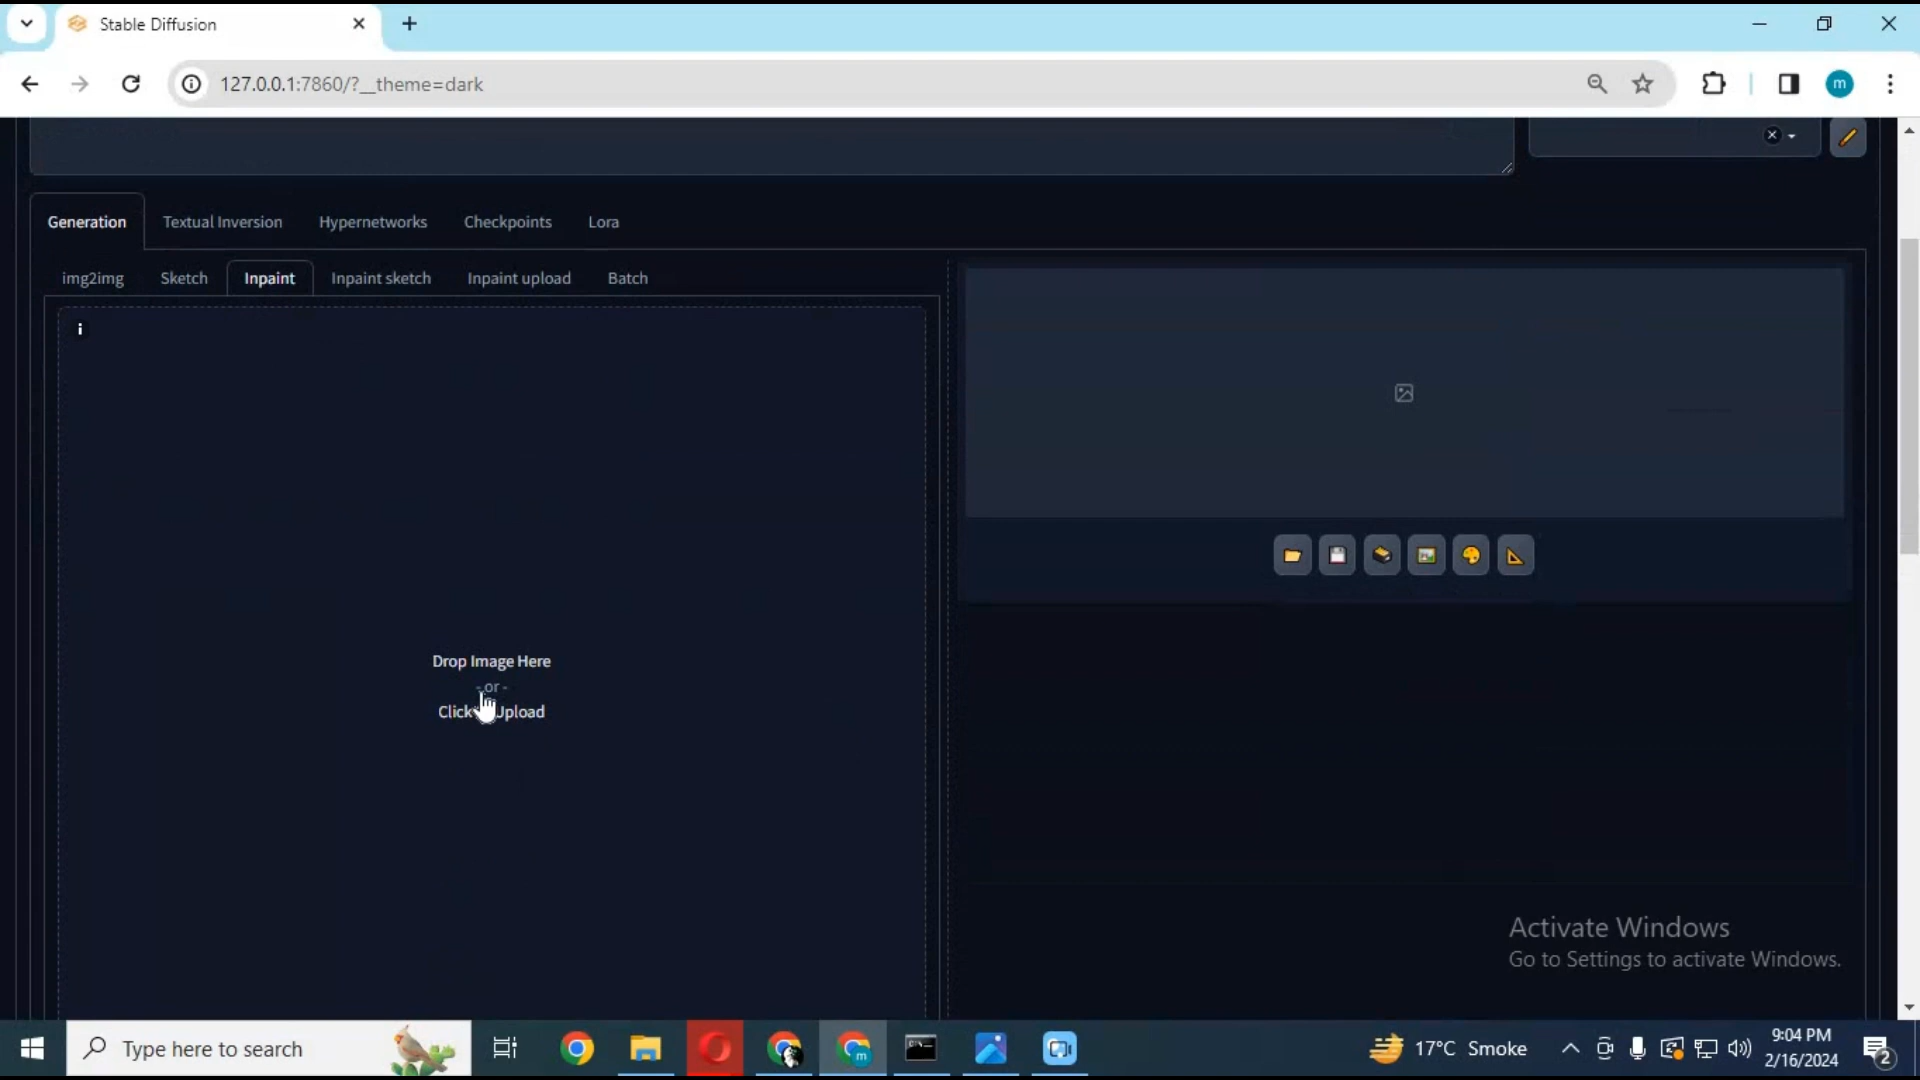 Stable Diffusion
127.0.0.1:7860/?__theme=dark
m
Generation Textual Inversion Hypernetworks Checkpoints Lora
img2img Sketch Inpaint Inpaint sketch Inpaint upload Batch
i
Drop Image Here
- or -
Click Upload
Activate Windows
Go to Settings to activate Windows.
Type here to search
m
17°C Smoke
9:04 PM
2/16/2024
2